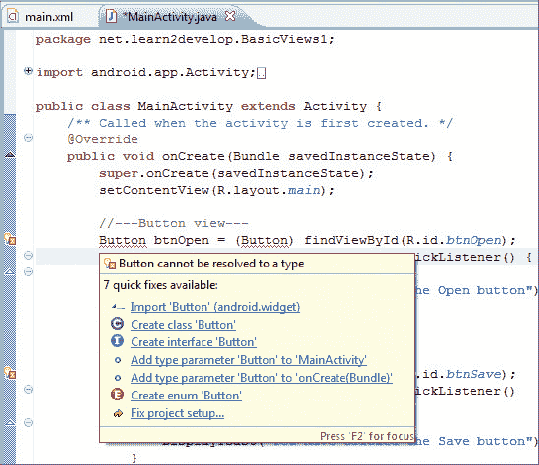 main.xml *MainActivity.java
package net.learn2develop.BasicViews1;
import android.app.Activity;
public class MainActivity extends Activity {
/** Called when the activity is first created. */
@Override
public void onCreate(Bundle savedInstanceState) {
super.onCreate(savedInstanceState);
setContentView(R.layout.main);
//---Button view---
Button btnOpen = (Button) findViewById(R.id.btnOpen);
ckListener() {
Button cannot be resolved to a type
7 quick fixes available:
he Open button")
Import 'Button' (android.widget)
Create class 'Button'
Create interface 'Button'
Add type parameter 'Button' to 'MainActivity'
.id.btnSave);
Add type parameter 'Button' to 'onCreate(Bundle)'
ckListener()
Create enum 'Button'
Fix project setup...
Press 'F2' for focus
he Save button")
}